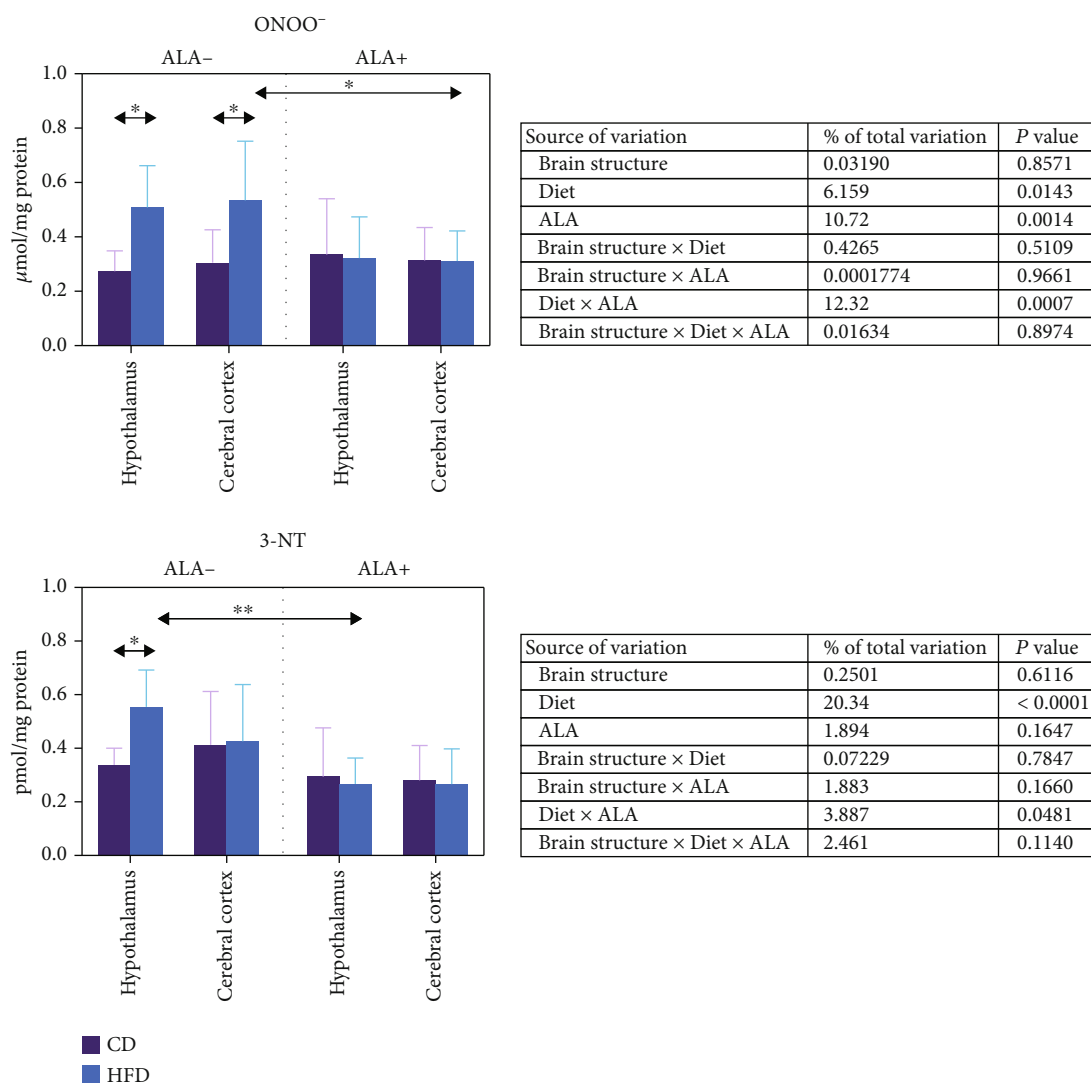 ONOO⁻
ALA–
ALA+
1.0
0.8
0.6
0.4
0.2
0.0
μmol/mg protein
*
*
*
Hypothalamus
Cerebral cortex
Hypothalamus
Cerebral cortex
Source of variation % of total variation P value
Brain structure 0.03190 0.8571
Diet 6.159 0.0143
ALA 10.72 0.0014
Brain structure × Diet 0.4265 0.5109
Brain structure × ALA 0.0001774 0.9661
Diet × ALA 12.32 0.0007
Brain structure × Diet × ALA 0.01634 0.8974
3-NT
ALA–
ALA+
1.0
0.8
0.6
0.4
0.2
0.0
pmol/mg protein
*
**
Hypothalamus
Cerebral cortex
Hypothalamus
Cerebral cortex
Source of variation % of total variation P value
Brain structure 0.2501 0.6116
Diet 20.34 < 0.0001
ALA 1.894 0.1647
Brain structure × Diet 0.07229 0.7847
Brain structure × ALA 1.883 0.1660
Diet × ALA 3.887 0.0481
Brain structure × Diet × ALA 2.461 0.1140
CD
HFD